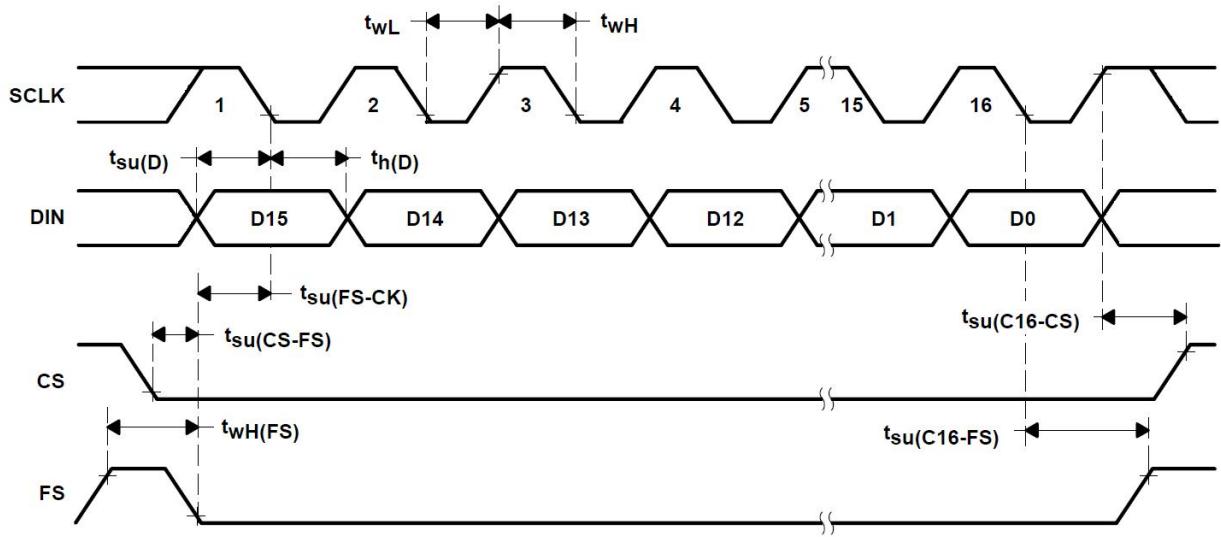 twL twH
SCLK 1 2 3 4 5 15 16
tsu(D) th(D)
DIN D15 D14 D13 D12 D1 D0
tsu(FS-CK)
tsu(C16-CS)
tsu(CS-FS)
CS
twH(FS)
tsu(C16-FS)
FS